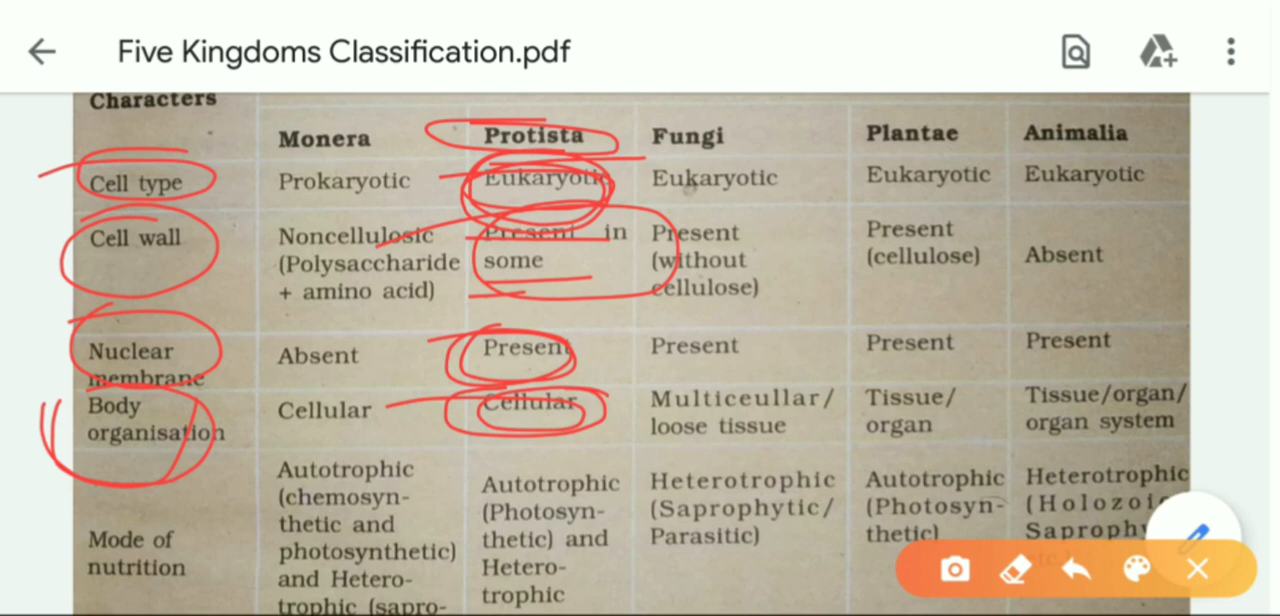 Five Kingdoms Classification.pdf
Characters
Monera Protista Fungi Plantae Animalia
Cell type Prokaryotic Eukaryotic Eukaryotic Eukaryotic Eukaryotic
Cell wall Noncellulosic Present in Present Present Absent
(Polysaccharide some (without (cellulose)
+ amino acid) cellulose)
Nuclear Absent Present Present Present Present
membrane
Body Cellular Cellular Multiceullar/ Tissue/ Tissue/organ/
organisation loose tissue organ organ system
Mode of Autotrophic Autotrophic Heterotrophic Autotrophic Heterotrophic
nutrition (chemosyn- (Photosyn- (Saprophytic/ (Photosyn- (Holozoic
thetic and thetic) and Parasitic) thetic)
photosynthetic) Hetero-
and Hetero- trophic
trophic (sapro-